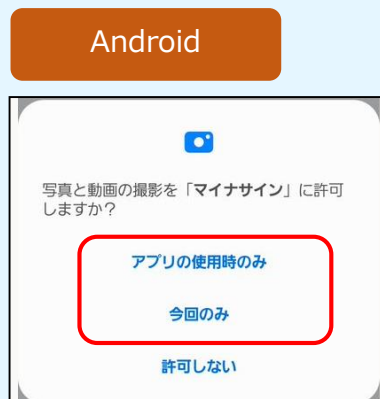 Android
写真と動画の撮影を「マイナサイン」に許可
しますか？
アプリの使用時のみ
今回のみ
許可しない